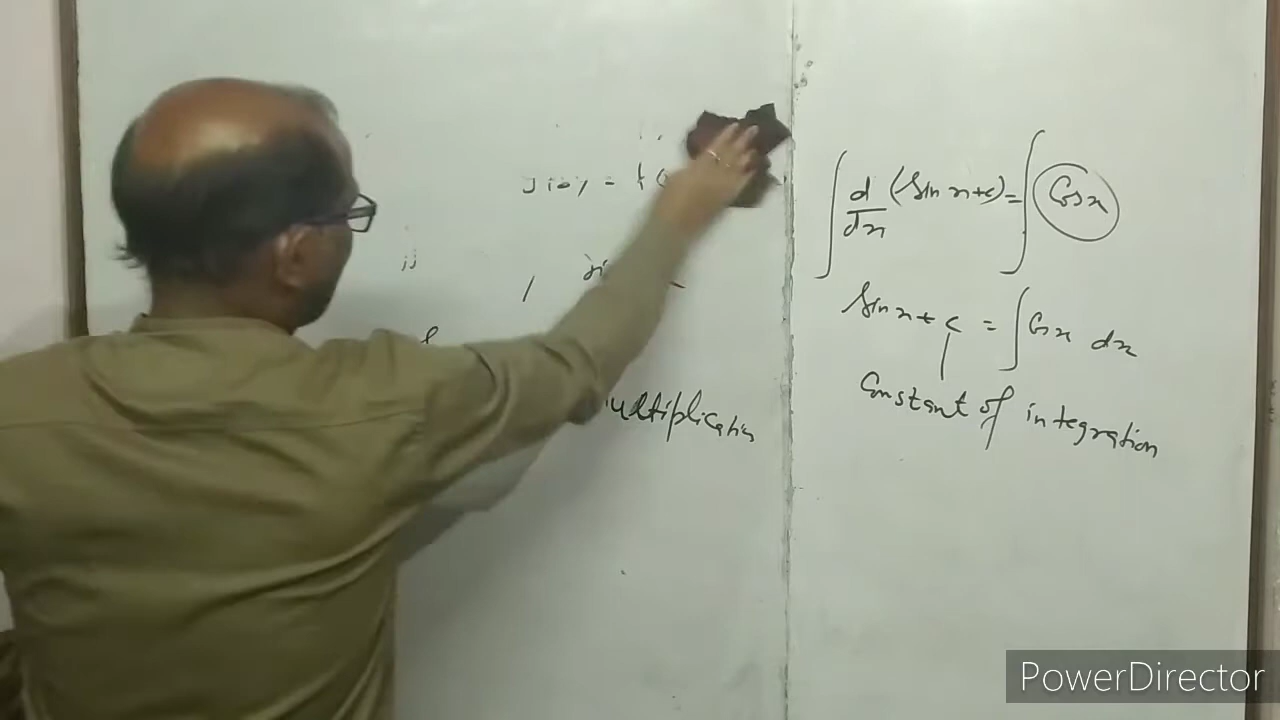 multiplication
∫ d/dx (Sin x+c) = ∫ Cos x
Sin x + c = ∫ Cos x dx
Constant of integration
PowerDirector